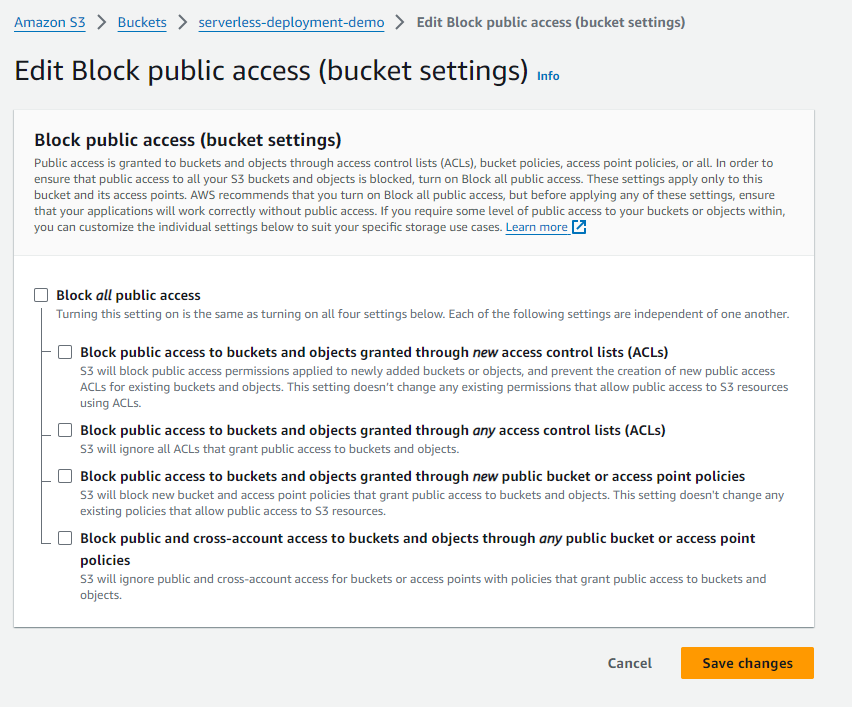 Amazon S3 > Buckets > serverless-deployment-demo > Edit Block public access (bucket settings)
Edit Block public access (bucket settings) Info
Block public access (bucket settings)
Public access is granted to buckets and objects through access control lists (ACLs), bucket policies, access point policies, or all. In order to
ensure that public access to all your S3 buckets and objects is blocked, turn on Block all public access. These settings apply only to this
bucket and its access points. AWS recommends that you turn on Block all public access, but before applying any of these settings, ensure
that your applications will work correctly without public access. If you require some level of public access to your buckets or objects within,
you can customize the individual settings below to suit your specific storage use cases. Learn more
Block all public access
Turning this setting on is the same as turning on all four settings below. Each of the following settings are independent of one another.
Block public access to buckets and objects granted through new access control lists (ACLs)
S3 will block public access permissions applied to newly added buckets or objects, and prevent the creation of new public access
ACLs for existing buckets and objects. This setting doesn't change any existing permissions that allow public access to S3 resources
using ACLs.
Block public access to buckets and objects granted through any access control lists (ACLs)
S3 will ignore all ACLs that grant public access to buckets and objects.
Block public access to buckets and objects granted through new public bucket or access point policies
S3 will block new bucket and access point policies that grant public access to buckets and objects. This setting doesn't change any
existing policies that allow public access to S3 resources.
Block public and cross-account access to buckets and objects through any public bucket or access point
policies
S3 will ignore public and cross-account access for buckets or access points with policies that grant public access to buckets and
objects.
Cancel Save changes